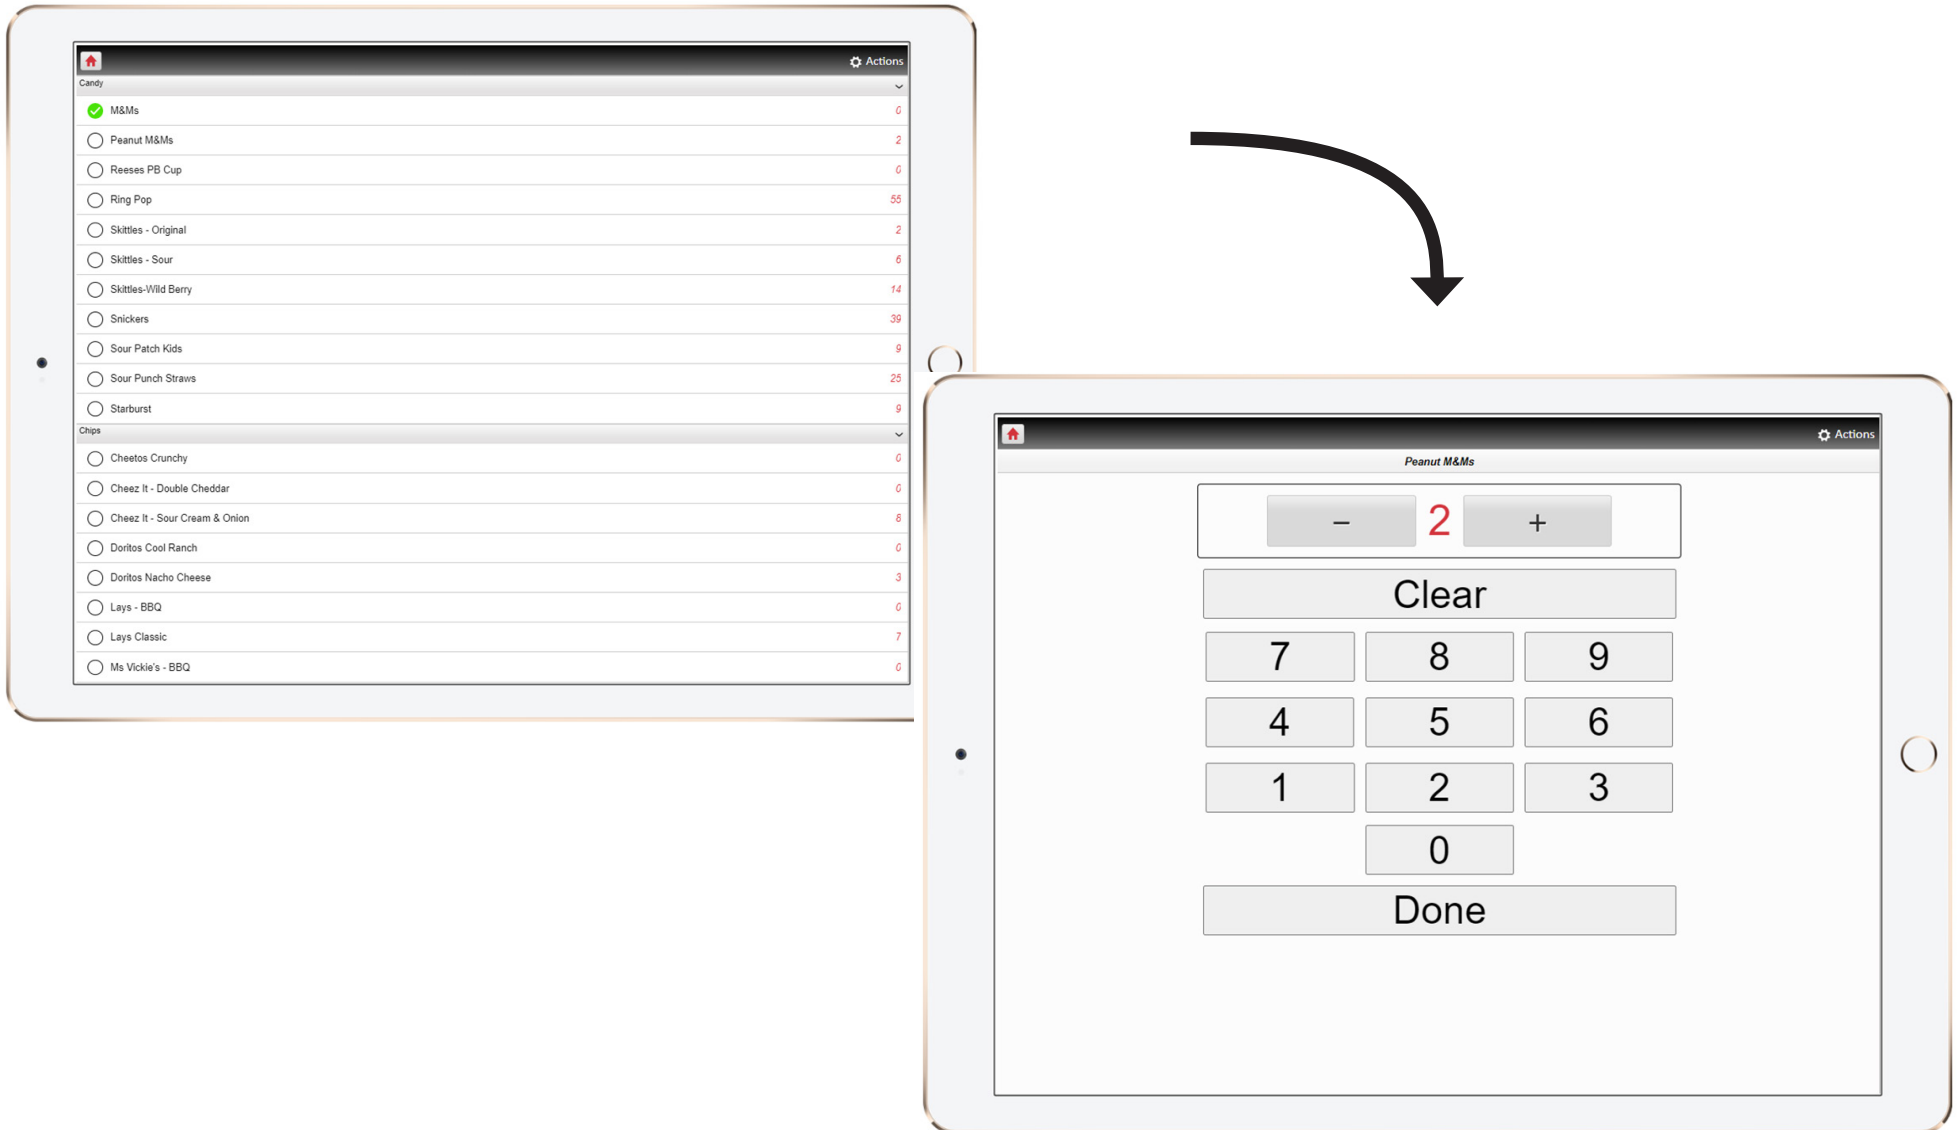 Actions
Candy
M&Ms 0
Peanut M&Ms 2
Reeses PB Cup 0
Ring Pop 55
Skittles - Original 2
Skittles - Sour 6
Skittles-Wild Berry 14
Snickers 39
Sour Patch Kids 9
Sour Punch Straws 25
Starburst 9
Chips
Cheetos Crunchy 0
Cheez It - Double Cheddar 0
Cheez It - Sour Cream & Onion 8
Doritos Cool Ranch 0
Doritos Nacho Cheese 3
Lays - BBQ 0
Lays Classic 7
Ms Vickie's - BBQ 0
Actions
Peanut M&Ms
− 2 +
Clear
7 8 9
4 5 6
1 2 3
0
Done